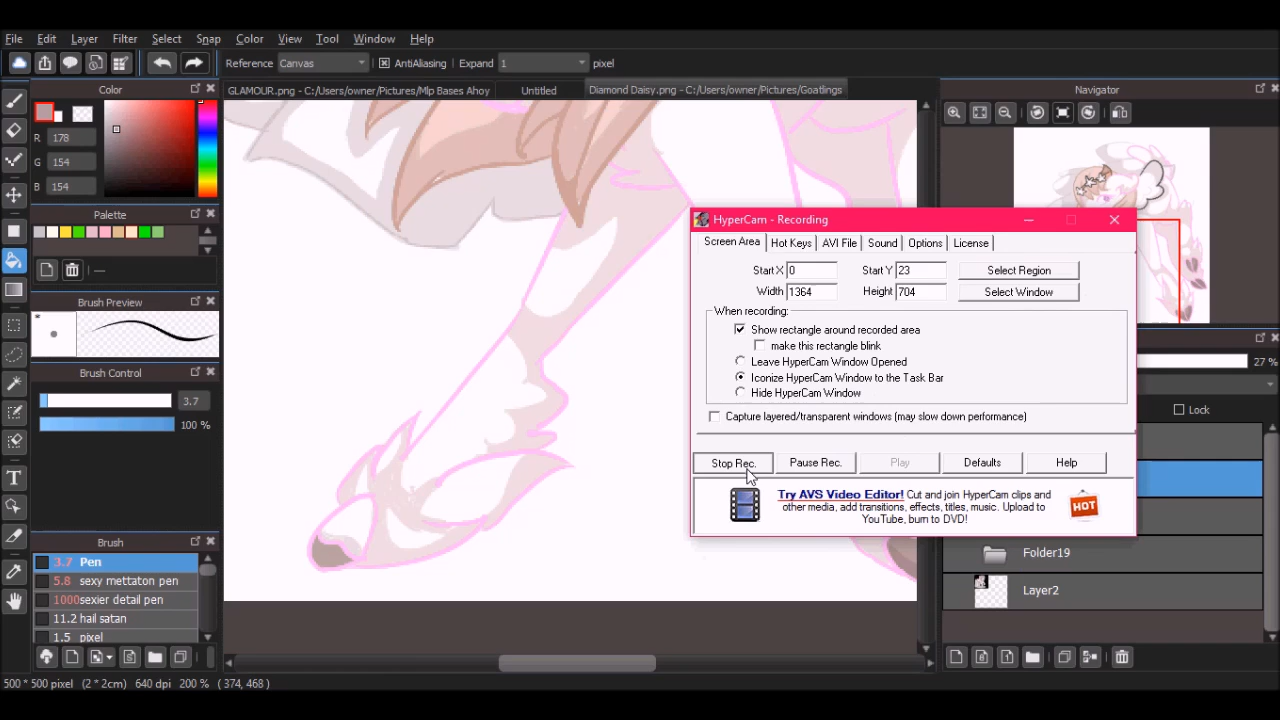 File Edit Layer Filter Select Snap Color View Tool Window Help
Reference Canvas AntiAliasing Expand 1 pixel
Color
GLAMOUR.png - C:/Users/owner/Pictures/Mlp Bases Ahoy
Untitled
Diamond Daisy.png - C:/Users/owner/Pictures/Goatlings
Navigator
R 178
G 154
B 154
Palette
---
Brush Preview
*
Brush Control
3.7
100 %
Brush
3.7 Pen
5.8 sexy mettaton pen
1000 sexier detail pen
11.2 hail satan
1.5 pixel
HyperCam - Recording
Screen Area Hot Keys AVI File Sound Options License
Start X 0 Start Y 23 Select Region
Width 1364 Height 704 Select Window
When recording:
Show rectangle around recorded area
make this rectangle blink
Leave HyperCam Window Opened
Iconize HyperCam Window to the Task Bar
Hide HyperCam Window
Capture layered/transparent windows (may slow down performance)
Stop Rec. Pause Rec. Play Defaults Help
Try AVS Video Editor! Cut and join HyperCam clips and
other media, add transitions, effects, titles, music. Upload to
YouTube, burn to DVD!
HOT
27 %
Lock
Folder19
Layer2
500 * 500 pixel (2 * 2cm) 640 dpi 200 % ( 374, 468 )